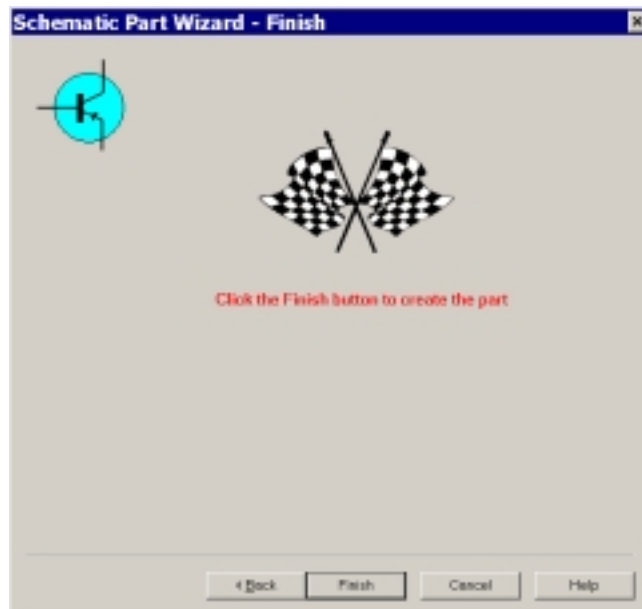 Schematic Part Wizard - Finish
Click the Finish button to create the part
< Back Finish Cancel Help